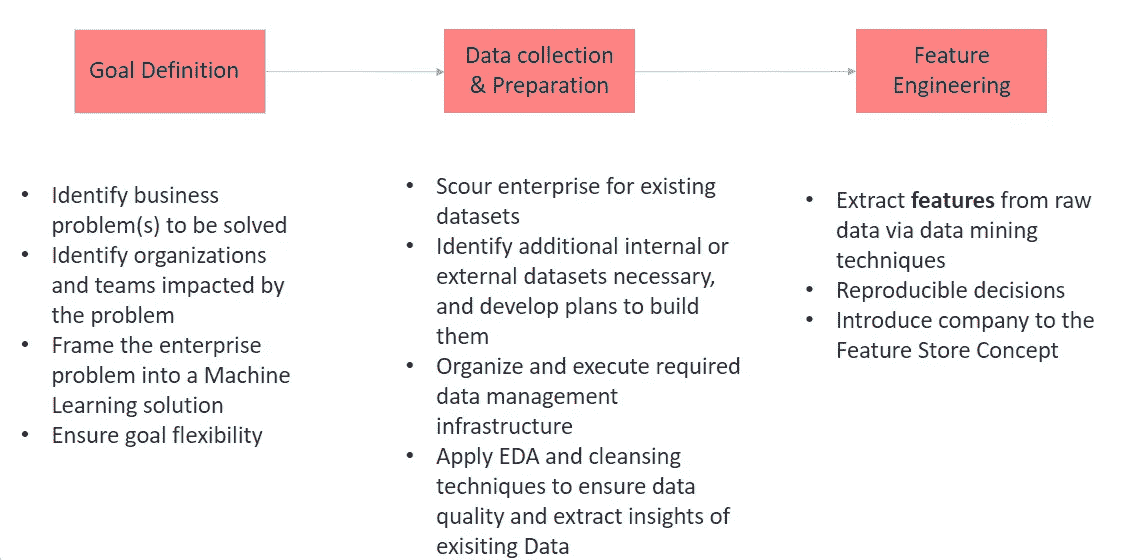 Goal Definition
Data collection
& Preparation
Feature
Engineering
• Identify business
problem(s) to be solved
• Identify organizations
and teams impacted by
the problem
• Frame the enterprise
problem into a Machine
Learning solution
• Ensure goal flexibility
• Scour enterprise for existing
datasets
• Identify additional internal or
external datasets necessary,
and develop plans to build
them
• Organize and execute required
data management
infrastructure
• Apply EDA and cleansing
techniques to ensure data
quality and extract insights of
exisiting Data
• Extract features from raw
data via data mining
techniques
• Reproducible decisions
• Introduce company to the
Feature Store Concept